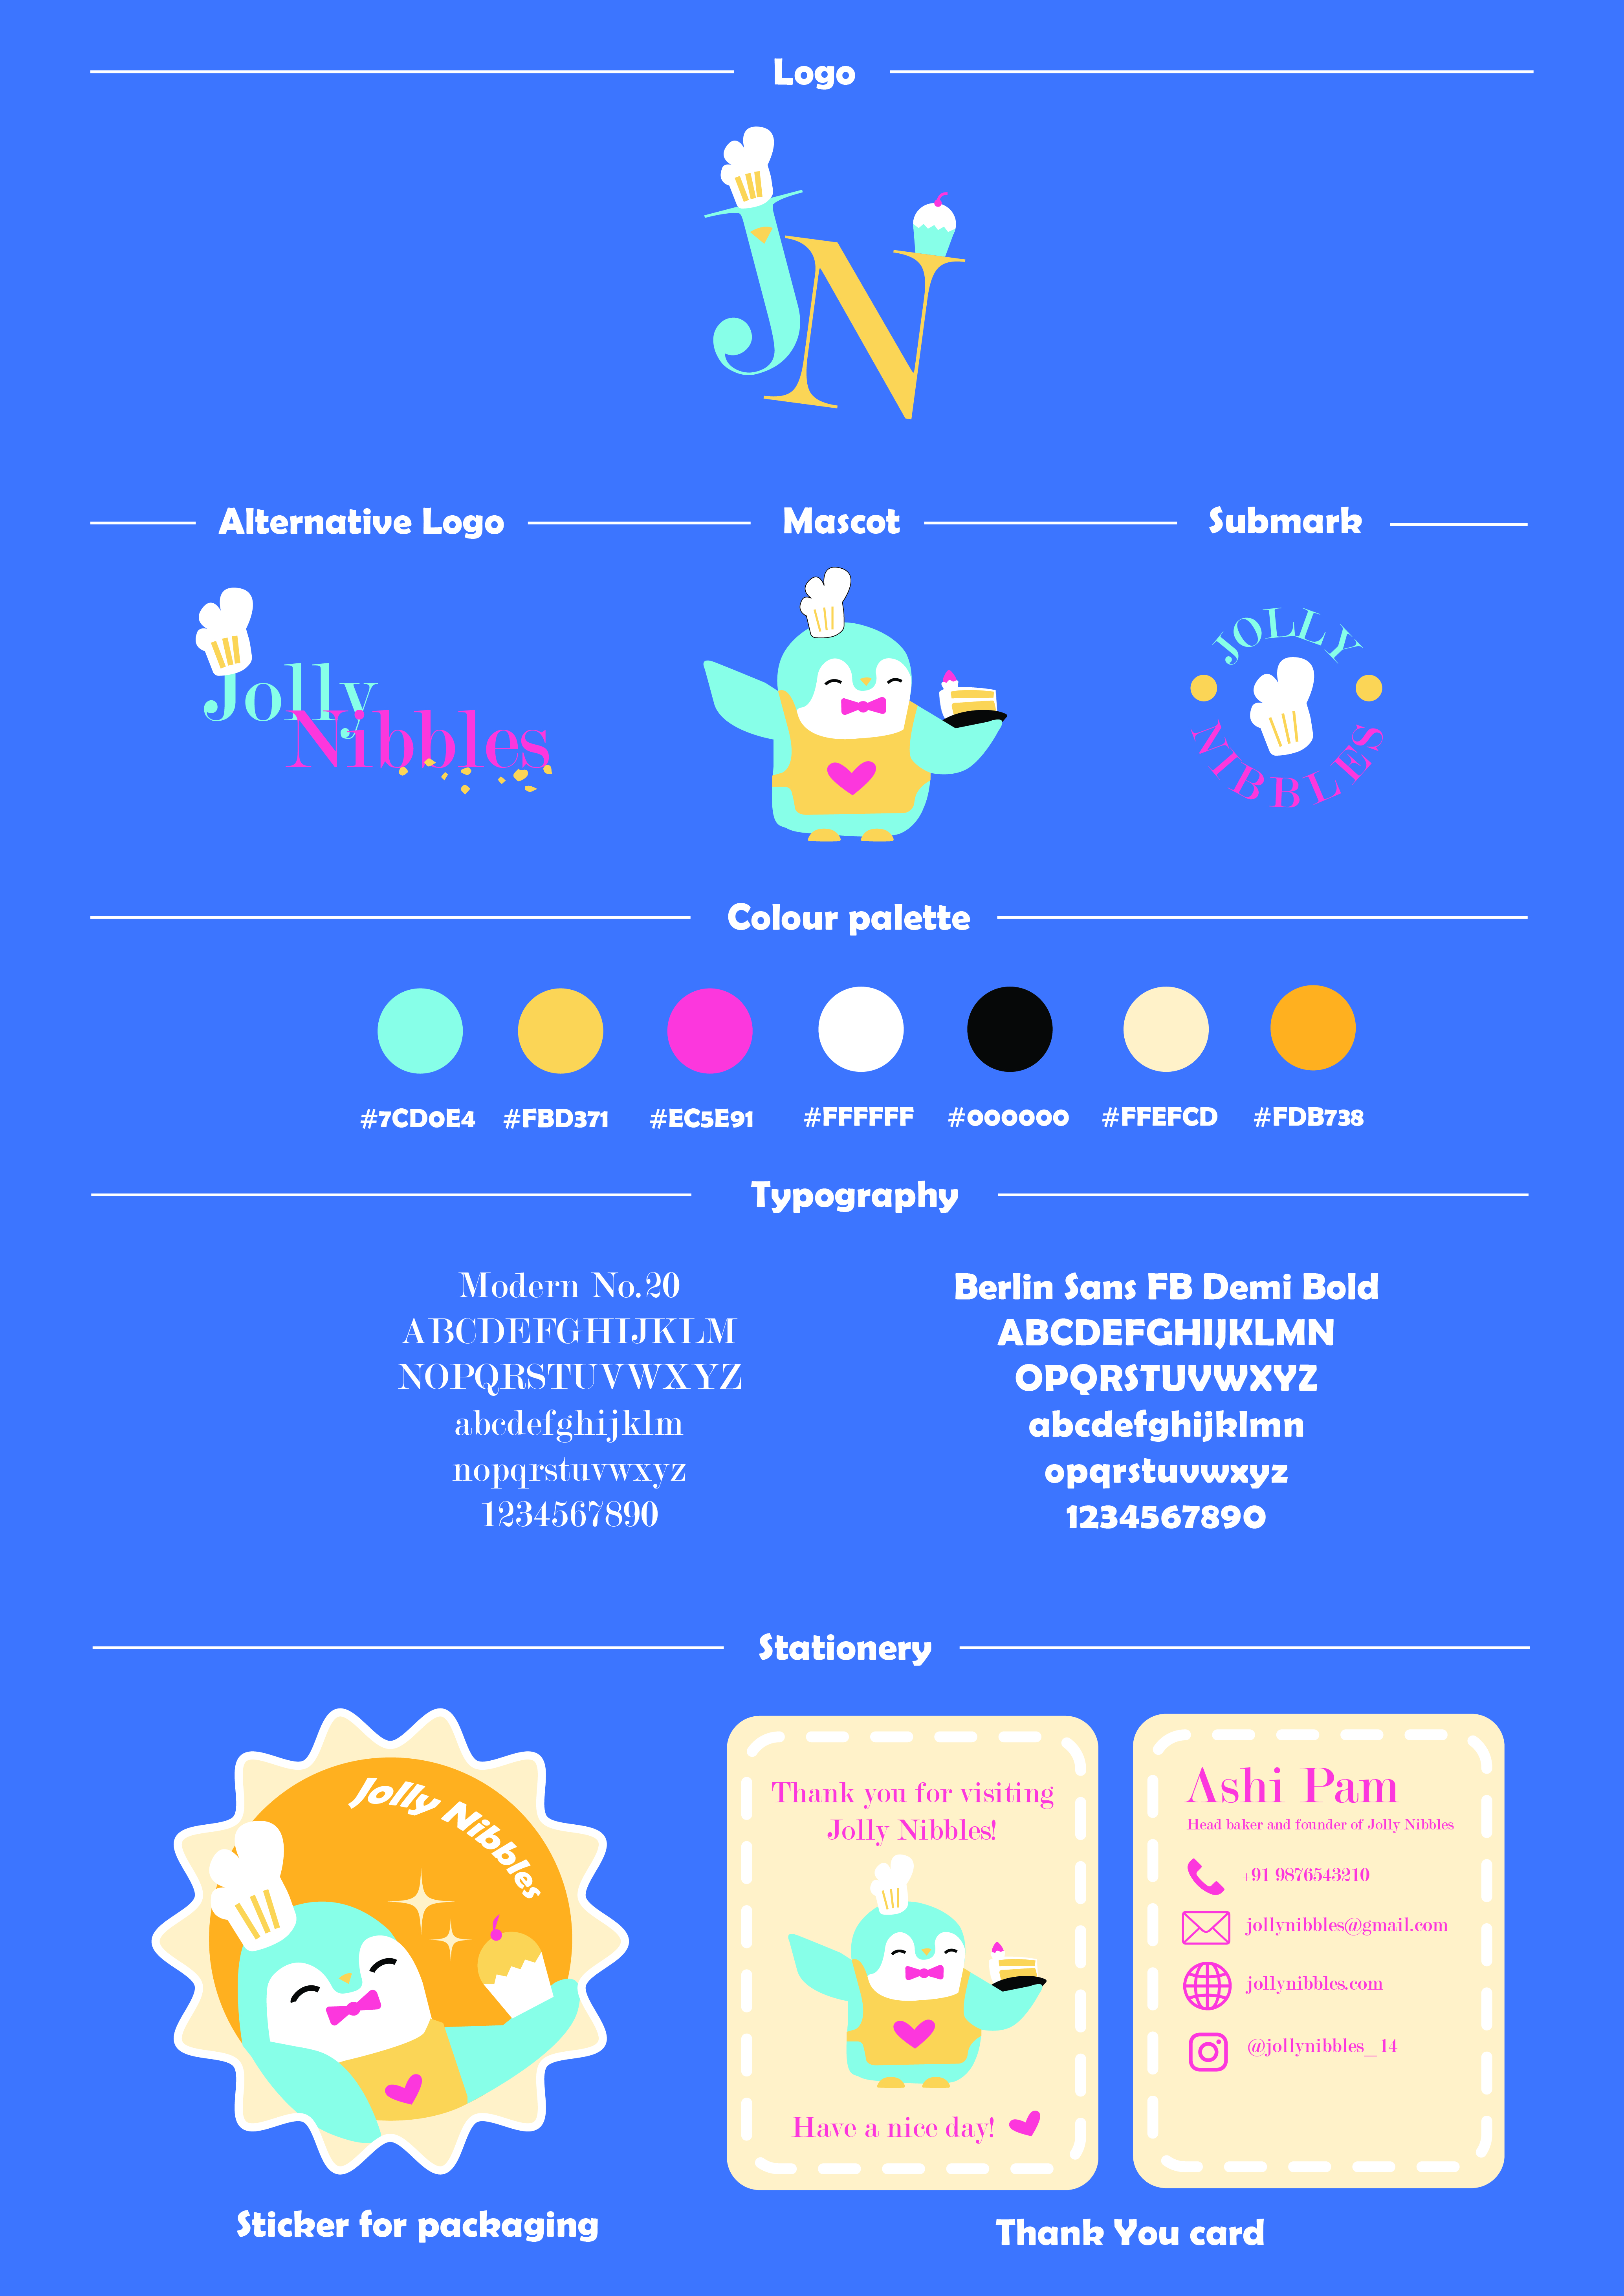 Logo
JN
Alternative Logo
Mascot
Submark
Jolly
Nibbles
JOLLY
NIBBLES
Colour palette
#7CD0E4
#FBD371
#EC5E91
#FFFFFF
#000000
#FFEFCD
#FDB738
Typography
Modern No.20
ABCDEFGHIJKLM
NOPQRSTUVWXYZ
abcdefghijklm
nopqrstuvwxyz
1234567890
Berlin Sans FB Demi Bold
ABCDEFGHIJKLMN
OPQRSTUVWXYZ
abcdefghijklmn
opqrstuvwxyz
1234567890
Stationery
Jolly Nibbles
Sticker for packaging
Thank you for visiting
Jolly Nibbles!
Have a nice day!
Ashi Pam
Head baker and founder of Jolly Nibbles
+91 9876543210
jollynibbles@gmail.com
jollynibbles.com
@jollynibbles_14
Thank You card